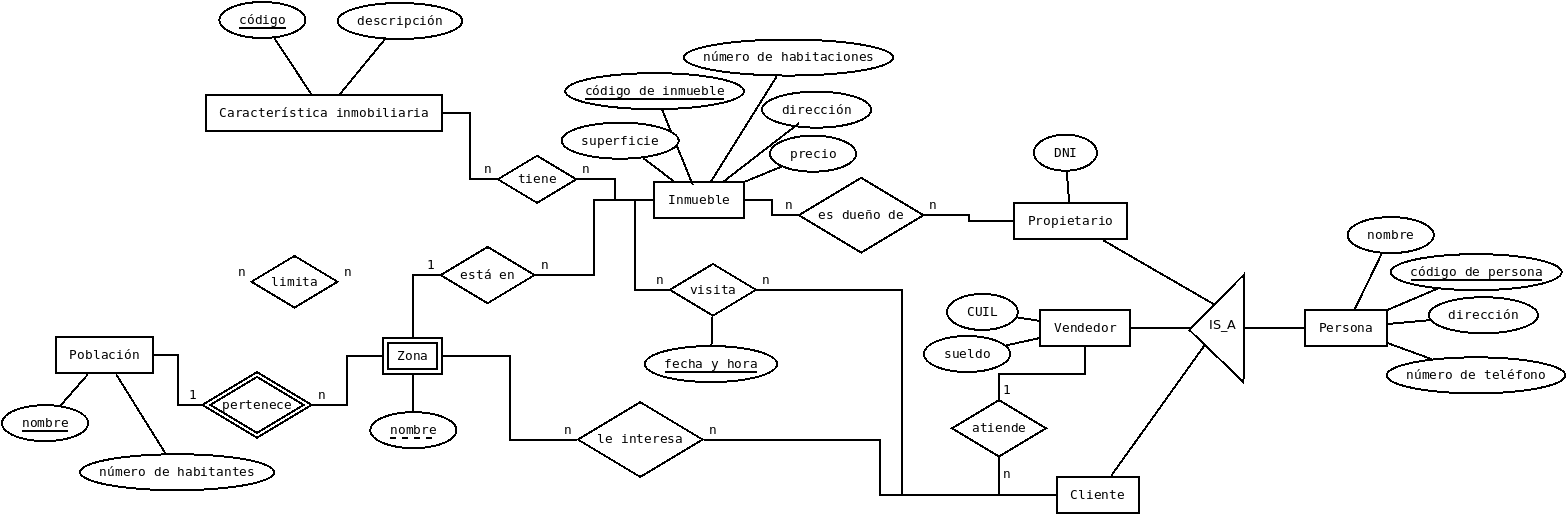 código
descripción
Característica inmobiliaria
número de habitaciones
código de inmueble
dirección
superficie
precio
n
tiene
n
Inmueble
n
es dueño de
n
Propietario
DNI
nombre
código de persona
dirección
Persona
número de teléfono
IS_A
n
limita
n
1
está en
n
n
visita
n
fecha y hora
CUIL
sueldo
Vendedor
1
atiende
n
Población
nombre
número de habitantes
1
pertenece
n
Zona
nombre
n
le interesa
n
Cliente